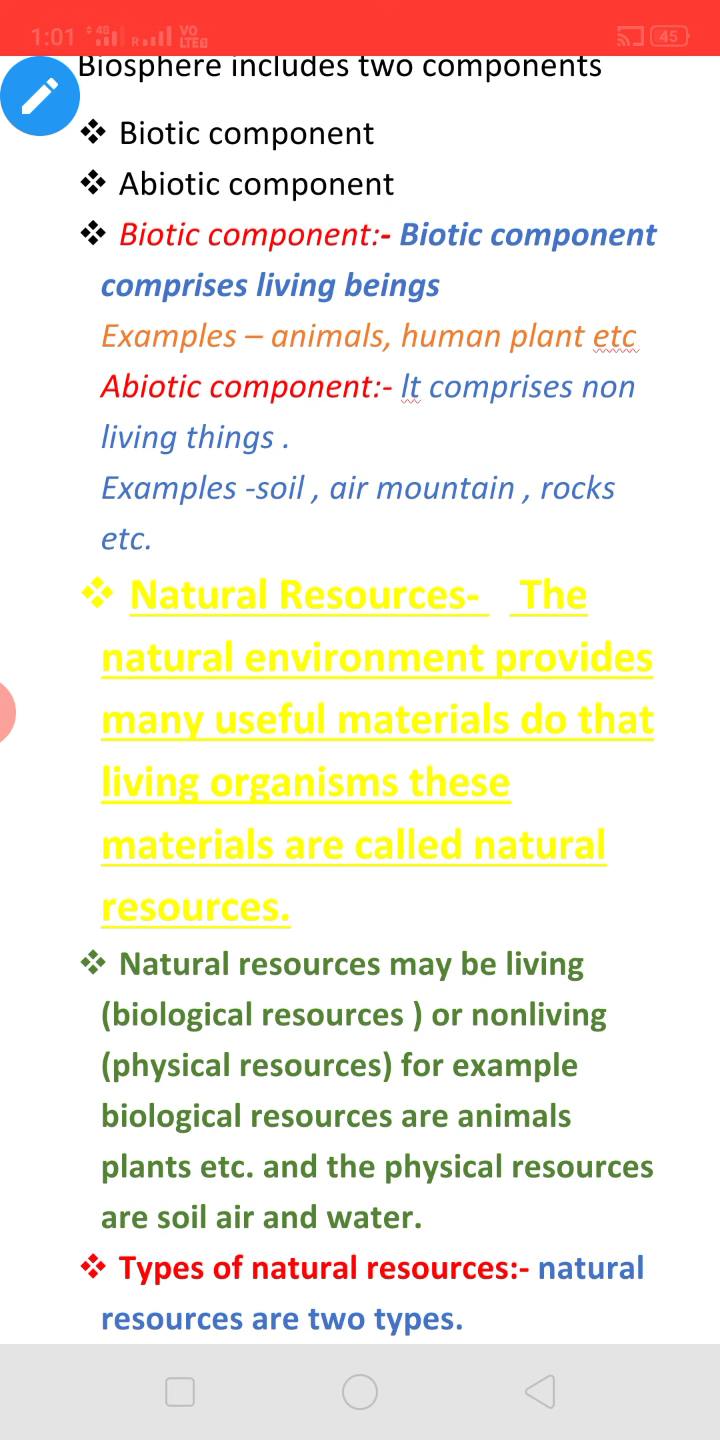 1:01 4G R VO LTE 45
Biosphere includes two components
❖ Biotic component
❖ Abiotic component
❖ Biotic component:- Biotic component
comprises living beings
Examples – animals, human plant etc
Abiotic component:- lt comprises non
living things .
Examples -soil , air mountain , rocks
etc.
❖ Natural Resources- The
natural environment provides
many useful materials do that
living organisms these
materials are called natural
resources.
❖ Natural resources may be living
(biological resources ) or nonliving
(physical resources) for example
biological resources are animals
plants etc. and the physical resources
are soil air and water.
❖ Types of natural resources:- natural
resources are two types.